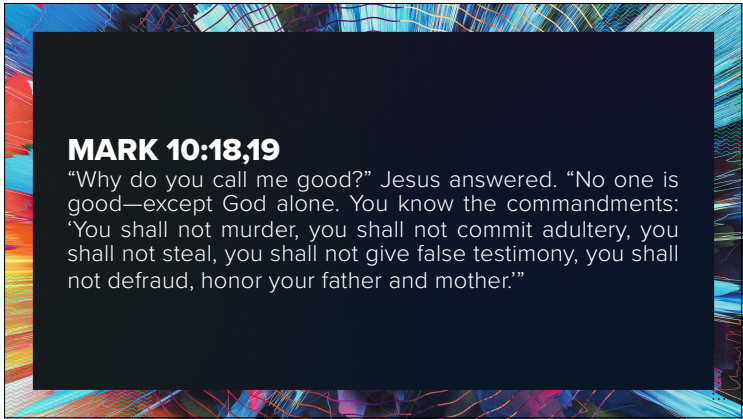 MARK 10:18,19
“Why do you call me good?” Jesus answered. “No one is
good—except God alone. You know the commandments:
‘You shall not murder, you shall not commit adultery, you
shall not steal, you shall not give false testimony, you shall
not defraud, honor your father and mother.’”